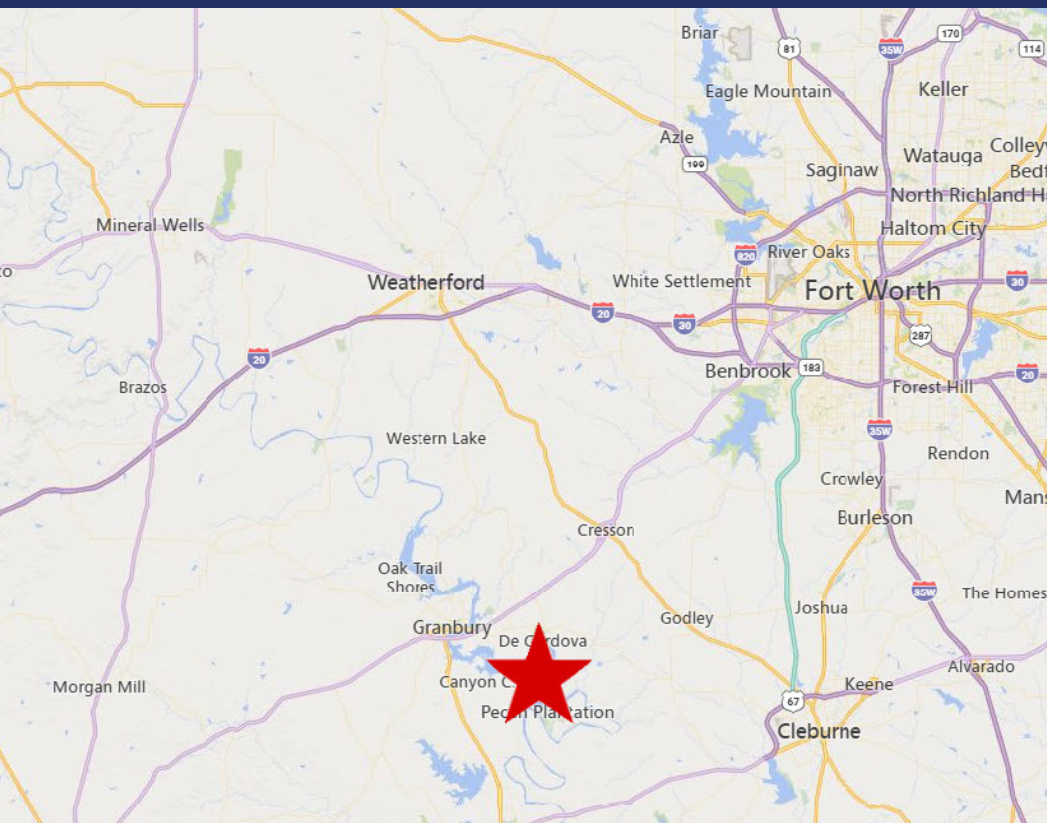 Briar
81
35W
170
114
Eagle Mountain
Keller
Azle
199
Saginaw
Watauga
North Richland H
Mineral Wells
Haltom City
820
River Oaks
Weatherford
White Settlement
Fort Worth
30
20
30
287
20
Benbrook
183
20
Brazos
Forest Hill
35W
Western Lake
Rendon
Crowley
Burleson
Cresson
Oak Trail
Shores
35W
The Homes
Joshua
Godley
Granbury
Alvarado
Morgan Mill
Canyon
Keene
Plantation
67
Cleburne